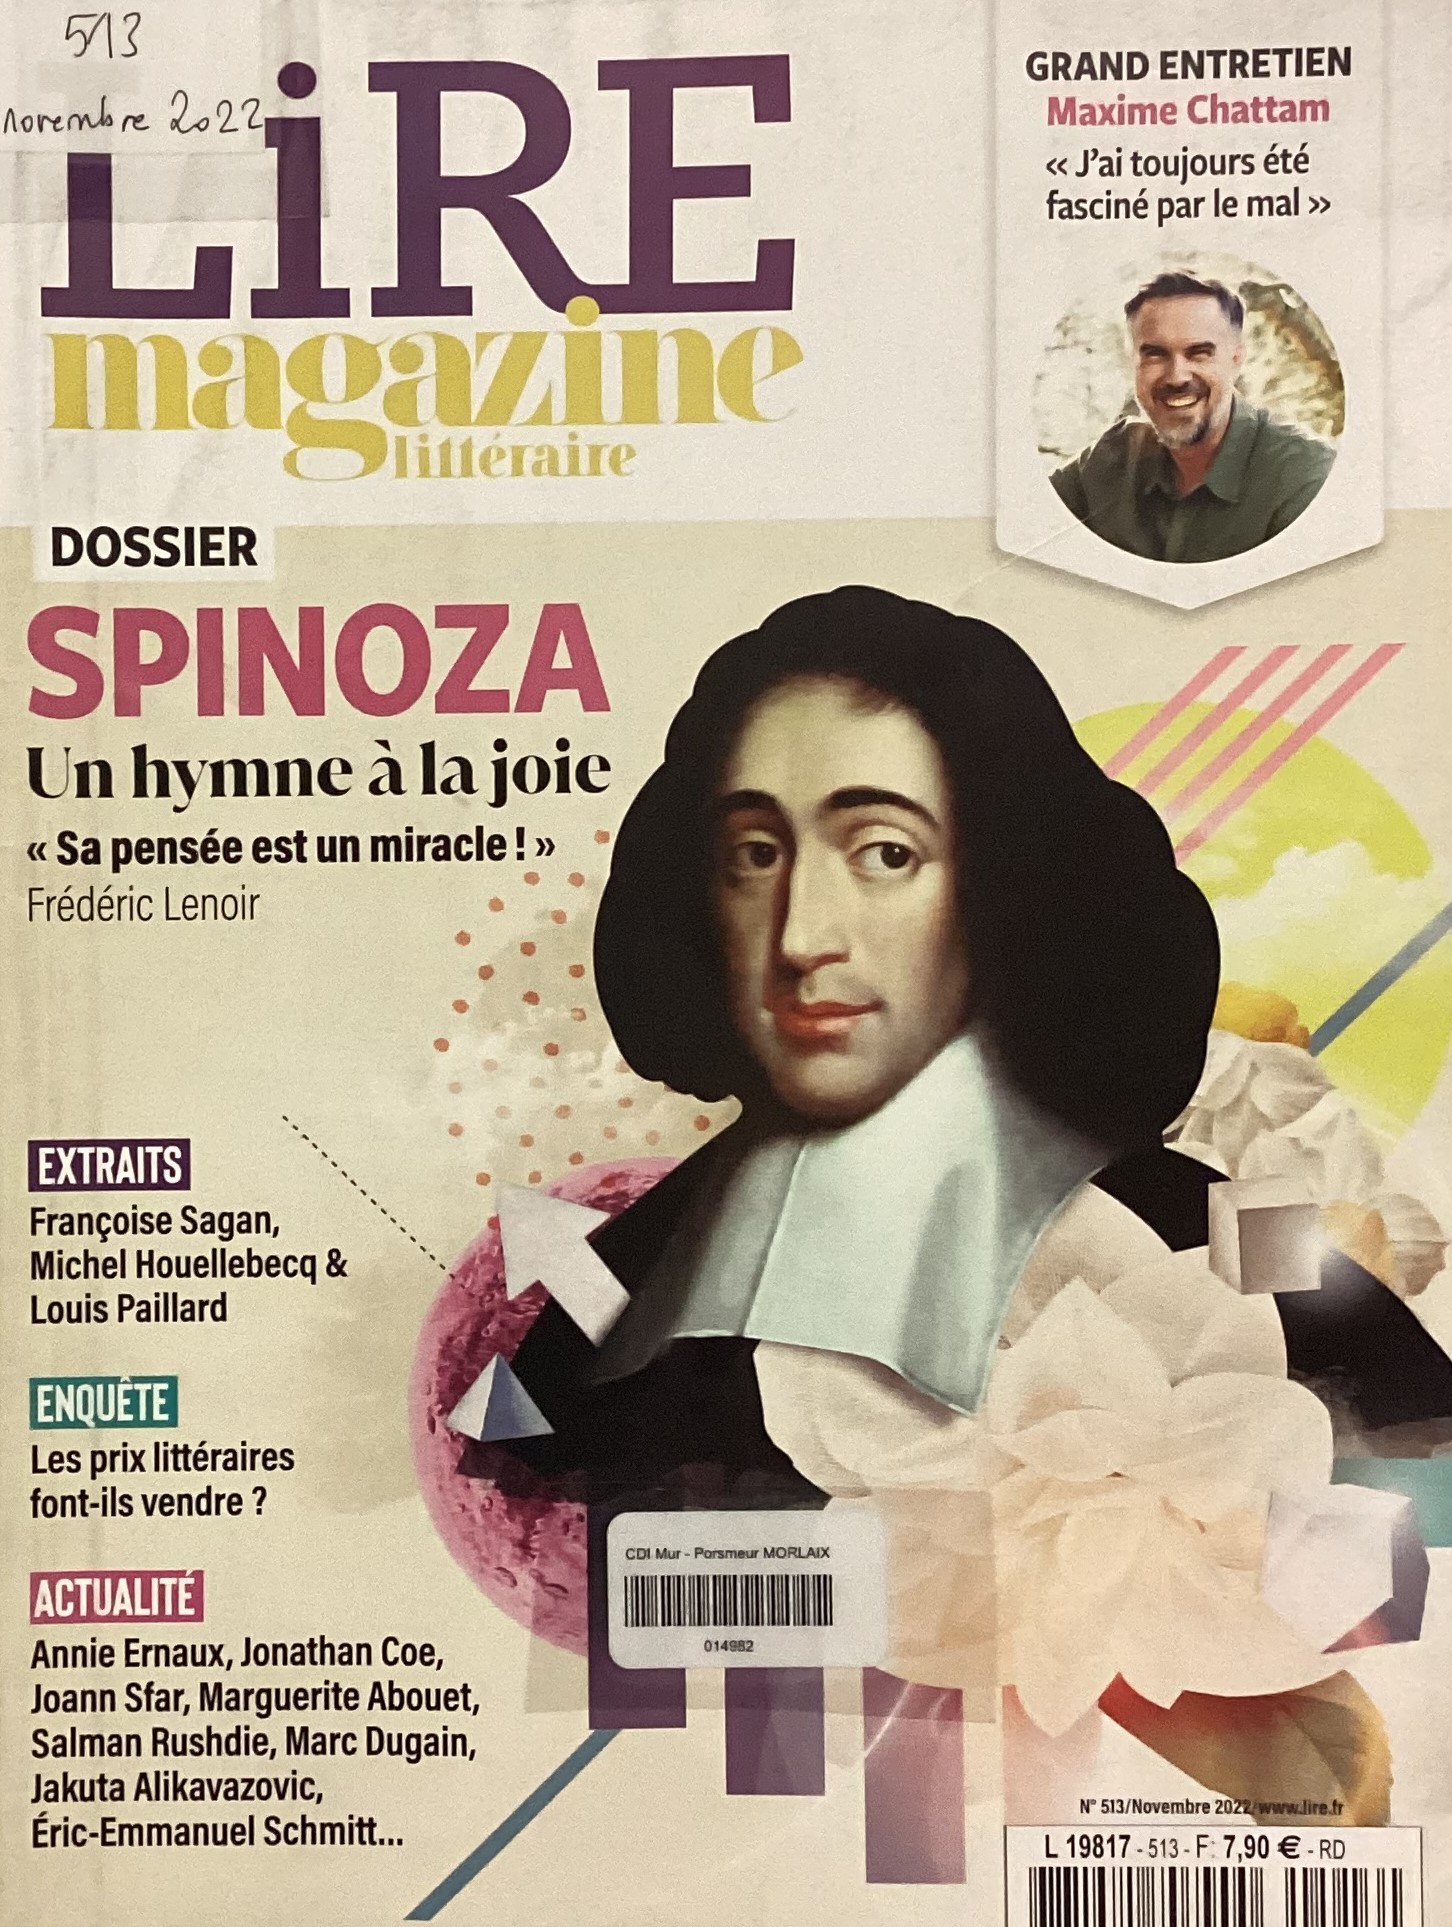 513
novembre 2022
LiRE
magazine
littéraire
GRAND ENTRETIEN
Maxime Chattam
« J'ai toujours été
fasciné par le mal »
DOSSIER
SPINOZA
Un hymne à la joie
« Sa pensée est un miracle ! »
Frédéric Lenoir
EXTRAITS
Françoise Sagan,
Michel Houellebecq &
Louis Paillard
ENQUÊTE
Les prix littéraires
font-ils vendre ?
ACTUALITÉ
Annie Ernaux, Jonathan Coe,
Joann Sfar, Marguerite Abouet,
Salman Rushdie, Marc Dugain,
Jakuta Alikavazovic,
Éric-Emmanuel Schmitt...
CDI Mur - Porsmeur MORLAIX
014982
N° 513/Novembre 2022/www.lire.fr
L 19817 - 513 - F: 7,90 € - RD